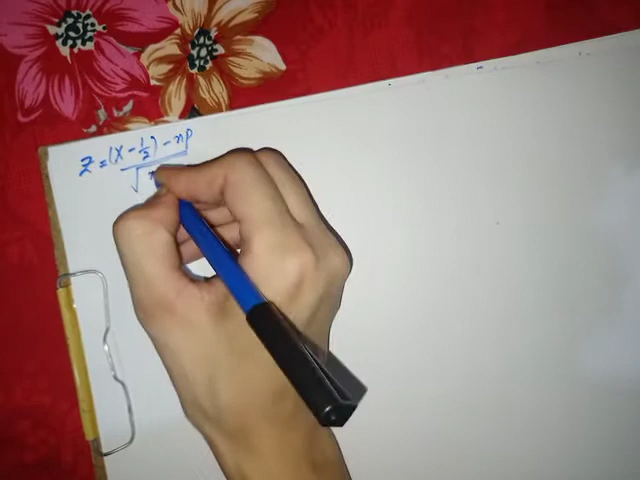 Z = (X - 1/2) - np / √n